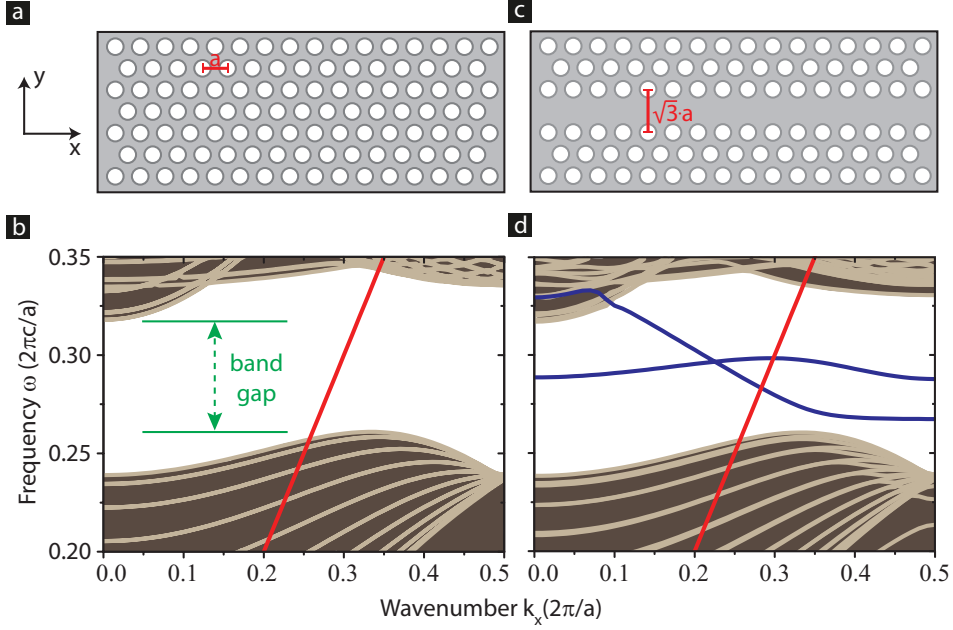 a
a
y
x
c
√3·a
b
Frequency ω (2πc/a)
0.35
0.30
0.25
0.20
band
gap
0.0 0.1 0.2 0.3 0.4 0.5
d
0.0 0.1 0.2 0.3 0.4 0.5
Wavenumber kₓ(2π/a)